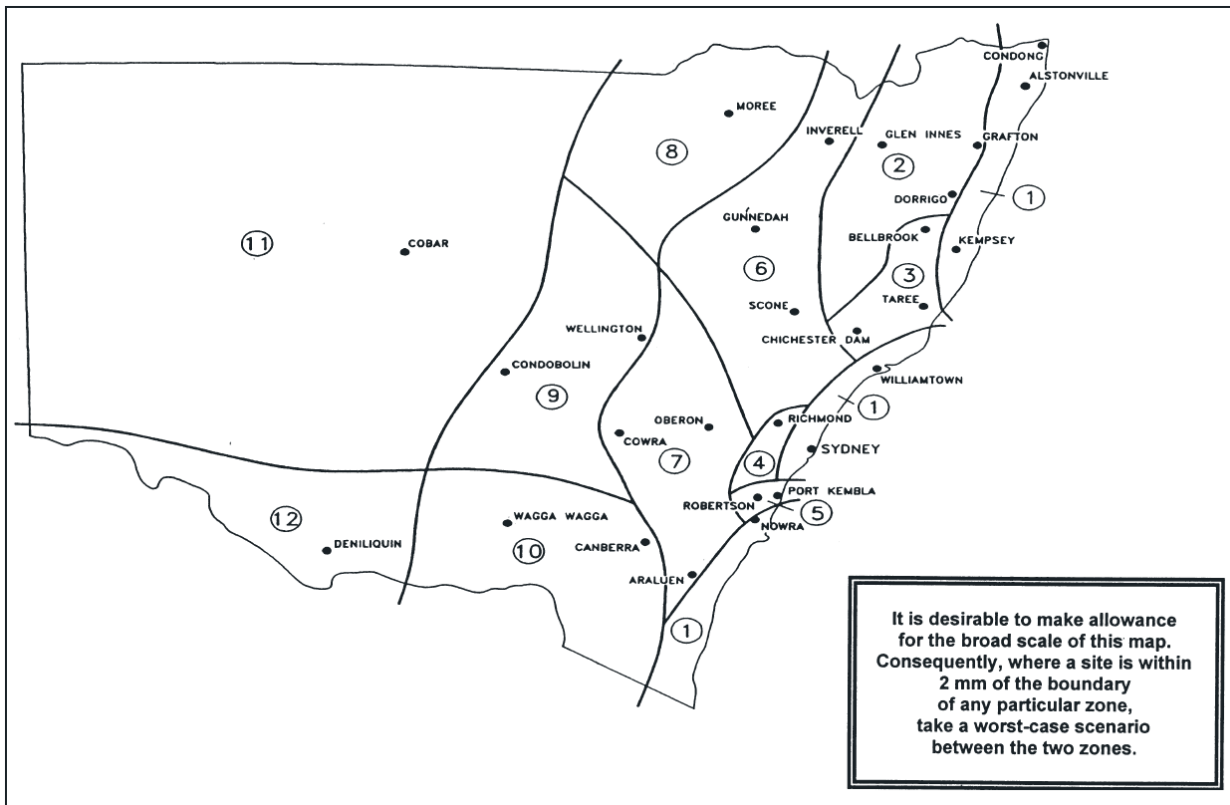 CONDONG
ALSTONVILLE
MOREE
INVERELL
GLEN INNES
GRAFTON
8
2
DORRIGO
1
GUNNEDAH
BELLBROOK
KEMPSEY
11
COBAR
6
3
SCONE
TAREE
WELLINGTON
CHICHESTER DAM
CONDOBOLIN
WILLIAMTOWN
9
1
OBERON
RICHMOND
COWRA
SYDNEY
7
4
PORT KEMBLA
ROBERTSON
5
12
WAGGA WAGGA
NOWRA
DENILIQUIN
10
CANBERRA
ARALUEN
1
It is desirable to make allowance
for the broad scale of this map.
Consequently, where a site is within
2 mm of the boundary
of any particular zone,
take a worst-case scenario
between the two zones.